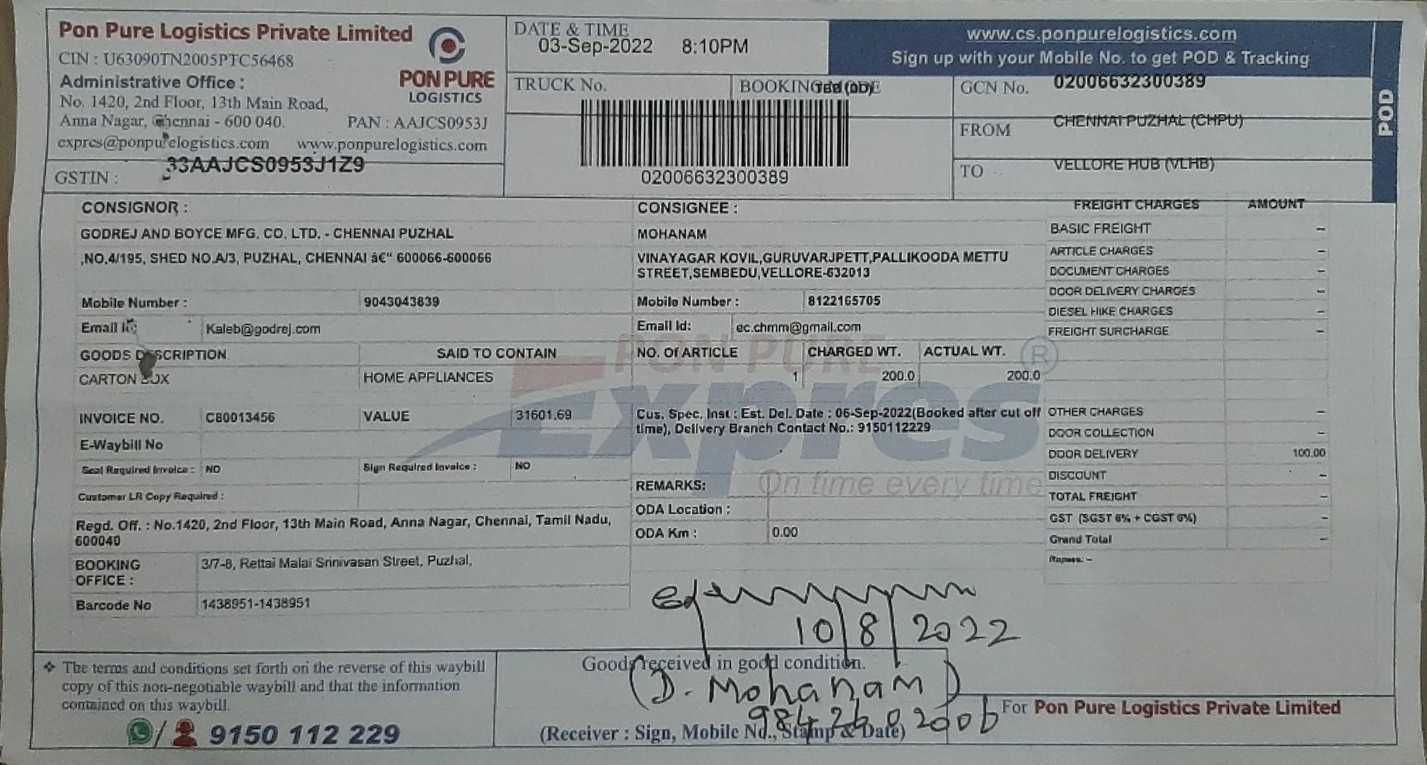 Pon Pure Logistics Private Limited
CIN : U63090TN2005PTC56468
Administrative Office :
No. 1420, 2nd Floor, 13th Main Road,
Anna Nagar, Chennai - 600 040.
PAN : AAJCS0953J
expres@ponpurelogistics.com www.ponpurelogistics.com
PON PURE
LOGISTICS
GSTIN : 33AAJCS0953J1Z9
DATE & TIME
03-Sep-2022 8:10PM
TRUCK No.
BOOKING MODE
02006632300389
www.cs.ponpurelogistics.com
Sign up with your Mobile No. to get POD & Tracking
GCN No. 02006632300389
FROM CHENNAI PUZHAL (CHPU)
TO VELLORE HUB (VLHB)
POD
CONSIGNOR :
GODREJ AND BOYCE MFG. CO. LTD. - CHENNAI PUZHAL
,NO,4/195, SHED NO.A/3, PUZHAL, CHENNAI â€“ 600066-600066
Mobile Number : 9043043839
Email Id: Kaleb@godrej.com
GOODS DESCRIPTION SAID TO CONTAIN
CARTON BOX HOME APPLIANCES
INVOICE NO. C80013456 VALUE 31601.69
E-Waybill No
Seal Required Invoice : NO Sign Required Invoice : NO
Customer LR Copy Required :
Regd. Off. : No.1420, 2nd Floor, 13th Main Road, Anna Nagar, Chennai, Tamil Nadu,
600040
BOOKING 3/7-8, Rettai Malai Srinivasan Street, Puzhal,
OFFICE :
Barcode No 1438951-1438951
CONSIGNEE :
MOHANAM
VINAYAGAR KOVIL,GURUVARJPETT,PALLIKOODA METTU
STREET,SEMBEDU,VELLORE-632013
Mobile Number : 8122165705
Email Id: ec.chmm@gmail.com
NO. Of ARTICLE CHARGED WT. ACTUAL WT.
1 200.0 200.0
PON PURE
Expres
On time every time
Cus. Spec. Inst : Est. Del. Date : 06-Sep-2022(Booked after cut off
time), Delivery Branch Contact No.: 9150112229
REMARKS:
ODA Location :
ODA Km : 0.00
FREIGHT CHARGES AMOUNT
BASIC FREIGHT –
ARTICLE CHARGES –
DOCUMENT CHARGES –
DOOR DELIVERY CHARGES –
DIESEL HIKE CHARGES –
FREIGHT SURCHARGE –
OTHER CHARGES –
DOOR COLLECTION –
DOOR DELIVERY 100.00
DISCOUNT –
TOTAL FREIGHT –
GST (SGST 6% + CGST 6%) –
Grand Total –
Rupees: –
10/8/2022
Goods received in good condition.
(D. Mohanam)
9842602006
(Receiver : Sign, Mobile No., Stamp & Date)
❖ The terms and conditions set forth on the reverse of this waybill
copy of this non-negotiable waybill and that the information
contained on this waybill.
9150 112 229
For Pon Pure Logistics Private Limited